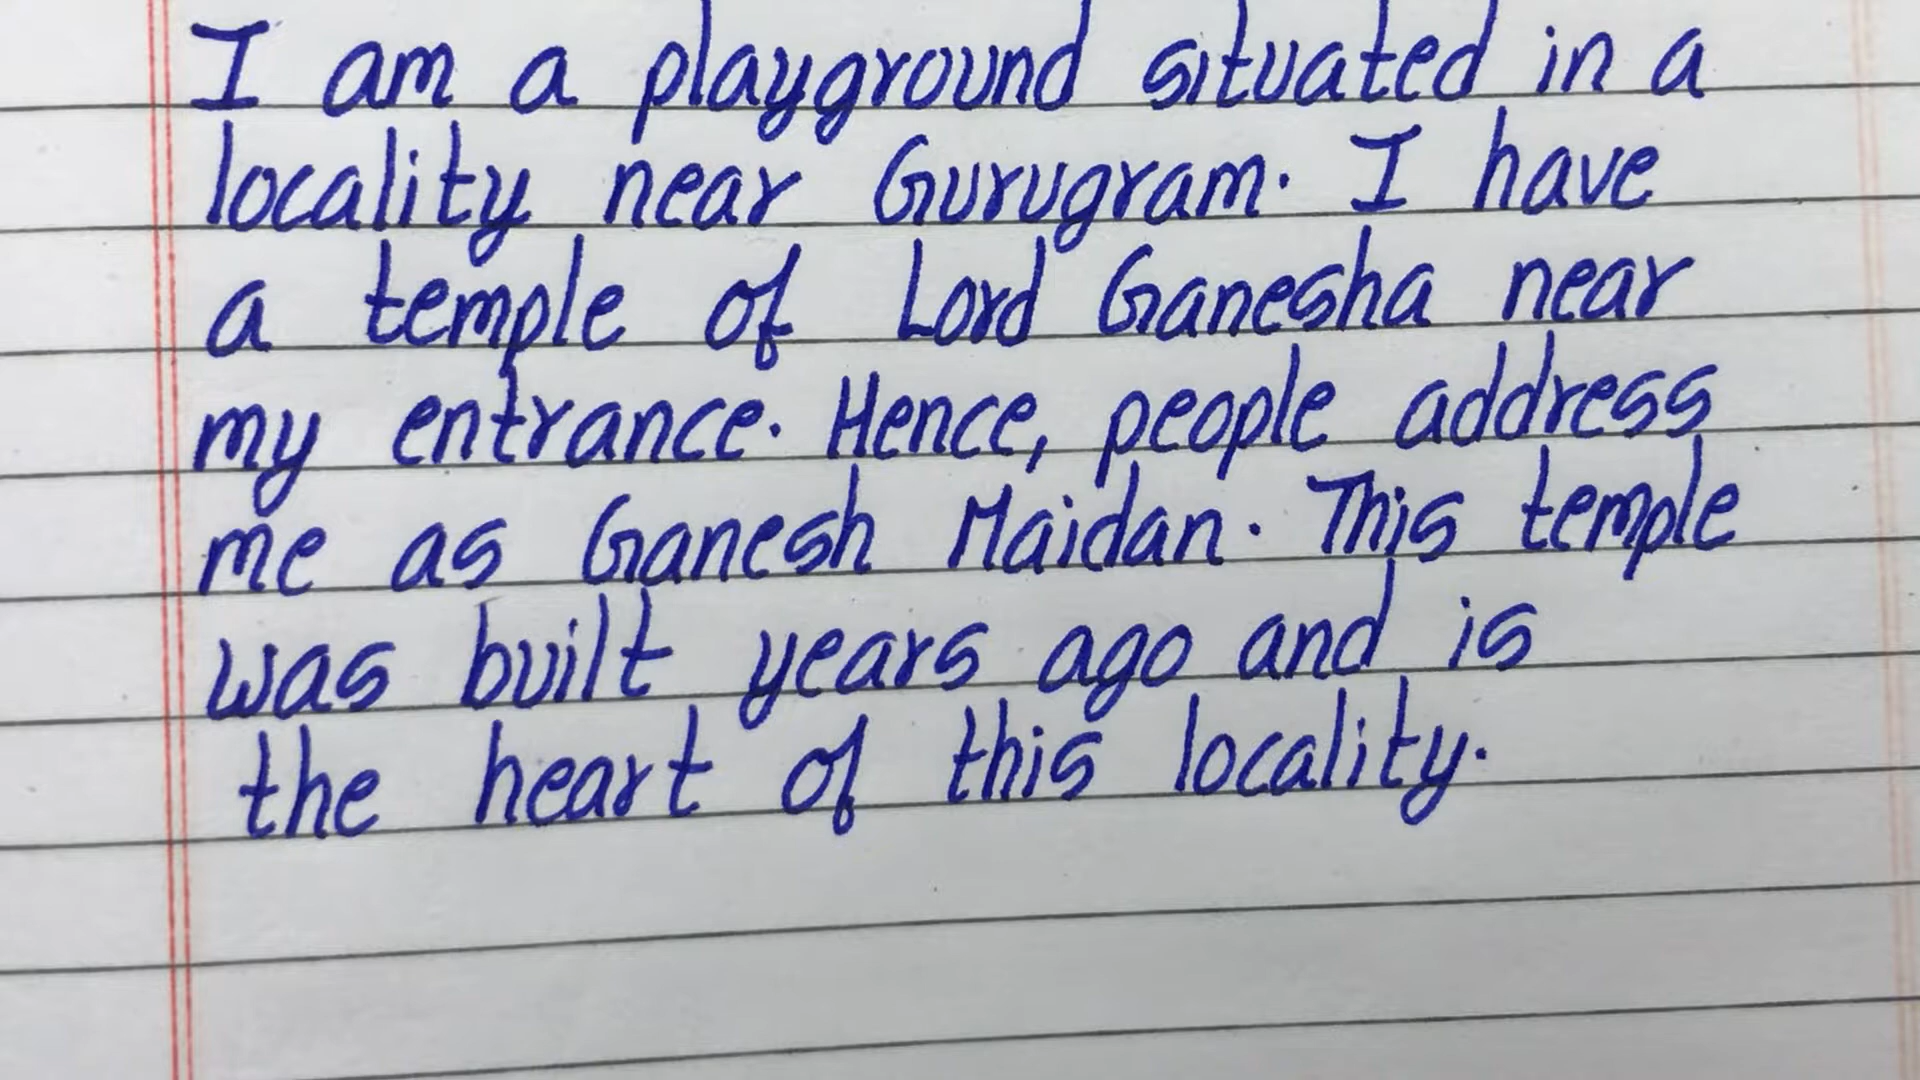 I am a playground situated in a
locality near Gurugram. I have
a temple of Lord Ganesha near
my entrance. Hence, people address
me as Ganesh Maidan. This temple
was built years ago and is
the heart of this locality.